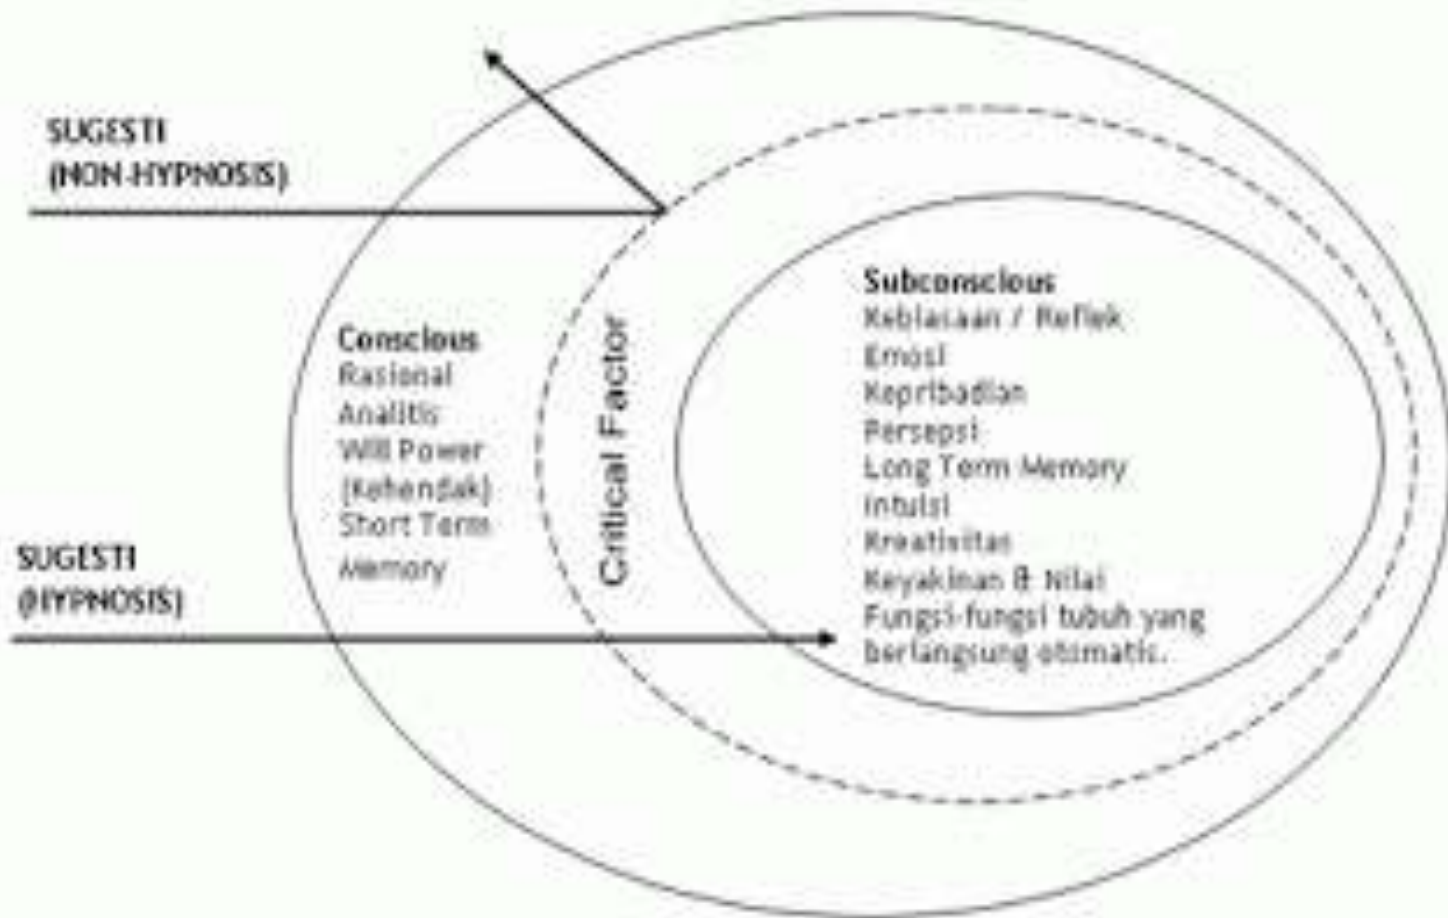 SUGESTI
(NON-HYPNOSIS)
Conscious
Rasional
Analitis
Will Power
(Kehendak)
Short Term
Memory
SUGESTI
(HYPNOSIS)
Critical Factor
Subconscious
Kebiasaan / Reflek
Emosi
Kepribadian
Persepsi
Long Term Memory
Intuisi
Kreativitas
Keyakinan & Nilai
Fungsi-fungsi tubuh yang
berlangsung otomatis.